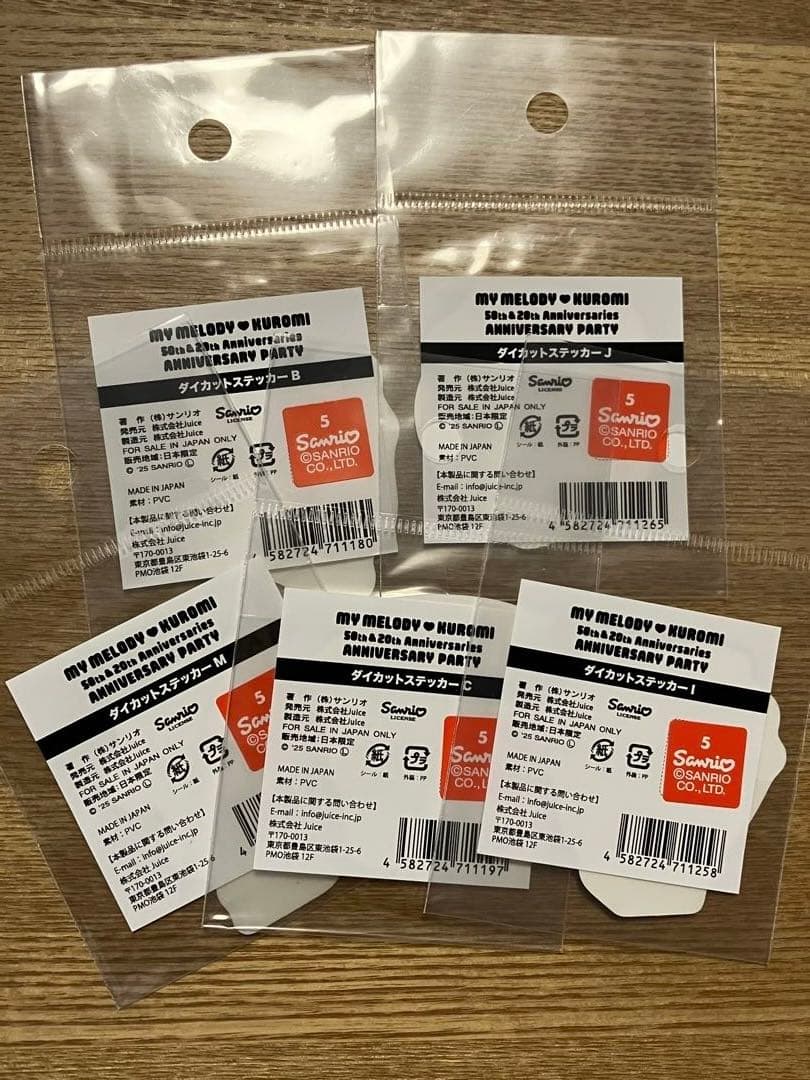 MY MELODY ♥ KUROMI
50th & 20th Anniversaries
ANNIVERSARY PARTY
ダイカットステッカー B
著 作 (株)サンリオ
発売元 株式会社Juice
製造元 株式会社Juice
FOR SALE IN JAPAN ONLY
販売地域:日本限定
© '25 SANRIO Ⓛ
Sanrio
LICENSE
紙
シール:紙
プラ
外装:PP
5
Sanrio
©SANRIO
CO., LTD.
MADE IN JAPAN
素材:PVC
【本製品に関する問い合わせ】
E-mail:info@juice-inc.jp
株式会社 Juice
〒170-0013
東京都豊島区東池袋1-25-6
PMO池袋 12F
4 582724 711180
MY MELODY ♥ KUROMI
50th & 20th Anniversaries
ANNIVERSARY PARTY
ダイカットステッカー J
著 作 (株)サンリオ
発売元 株式会社Juice
製造元 株式会社Juice
FOR SALE IN JAPAN ONLY
販売地域:日本限定
© '25 SANRIO Ⓛ
Sanrio
LICENSE
紙
シール:紙
プラ
外装:PP
5
Sanrio
©SANRIO
CO., LTD.
MADE IN JAPAN
素材:PVC
【本製品に関する問い合わせ】
E-mail:info@juice-inc.jp
株式会社 Juice
〒170-0013
東京都豊島区東池袋1-25-6
PMO池袋 12F
4 582724 711265
MY MELODY ♥ KUROMI
50th & 20th Anniversaries
ANNIVERSARY PARTY
ダイカットステッカー M
著 作 (株)サンリオ
発売元 株式会社Juice
製造元 株式会社Juice
FOR SALE IN JAPAN ONLY
販売地域:日本限定
© '25 SANRIO Ⓛ
Sanrio
LICENSE
紙
シール:紙
プラ
外装:PP
5
MADE IN JAPAN
素材:PVC
【本製品に関する問い合わせ】
E-mail:info@juice-inc.jp
株式会社 Juice
〒170-0013
東京都豊島区東池袋1-25-6
PMO池袋 12F
4
MY MELODY ♥ KUROMI
50th & 20th Anniversaries
ANNIVERSARY PARTY
ダイカットステッカー C
著 作 (株)サンリオ
発売元 株式会社Juice
製造元 株式会社Juice
FOR SALE IN JAPAN ONLY
販売地域:日本限定
© '25 SANRIO Ⓛ
Sanrio
LICENSE
紙
シール:紙
プラ
外装:PP
5
MADE IN JAPAN
素材:PVC
【本製品に関する問い合わせ】
E-mail:info@juice-inc.jp
株式会社 Juice
〒170-0013
東京都豊島区東池袋1-25-6
PMO池袋 12F
4 582724 711197
MY MELODY ♥ KUROMI
50th & 20th Anniversaries
ANNIVERSARY PARTY
ダイカットステッカー I
著 作 (株)サンリオ
発売元 株式会社Juice
製造元 株式会社Juice
FOR SALE IN JAPAN ONLY
販売地域:日本限定
© '25 SANRIO Ⓛ
Sanrio
LICENSE
紙
シール:紙
プラ
外装:PP
5
Sanrio
©SANRIO
CO., LTD.
MADE IN JAPAN
素材:PVC
【本製品に関する問い合わせ】
E-mail:info@juice-inc.jp
株式会社 Juice
〒170-0013
東京都豊島区東池袋1-25-6
PMO池袋 12F
4 582724 711258